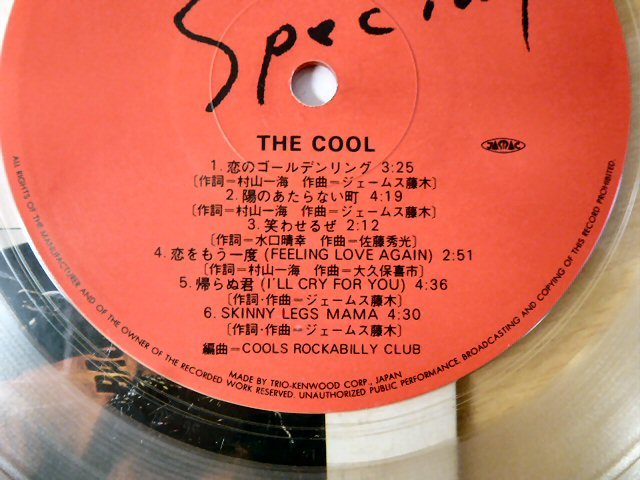 Special
THE COOL
JASRAC
1. 恋のゴールデンリング 3:25
〔作詞=村山一海 作曲=ジェームス藤木〕
2. 陽のあたらない町 4:19
〔作詞=村山一海 作曲=ジェームス藤木〕
3. 笑わせるぜ 2:12
〔作詞=水口晴幸 作曲=佐藤秀光〕
4. 恋をもう一度 (FEELING LOVE AGAIN) 2:51
〔作詞=村山一海 作曲=大久保喜市〕
5. 帰らぬ君 (I'LL CRY FOR YOU) 4:36
〔作詞・作曲=ジェームス藤木〕
6. SKINNY LEGS MAMA 4:30
〔作詞・作曲=ジェームス藤木〕
編曲=COOLS ROCKABILLY CLUB
MADE BY TRIO-KENWOOD CORP., JAPAN
ALL RIGHTS OF THE MANUFACTURER AND OF THE OWNER OF THE RECORDED WORK RESERVED. UNAUTHORIZED PUBLIC PERFORMANCE, BROADCASTING AND COPYING OF THIS RECORD PROHIBITED.